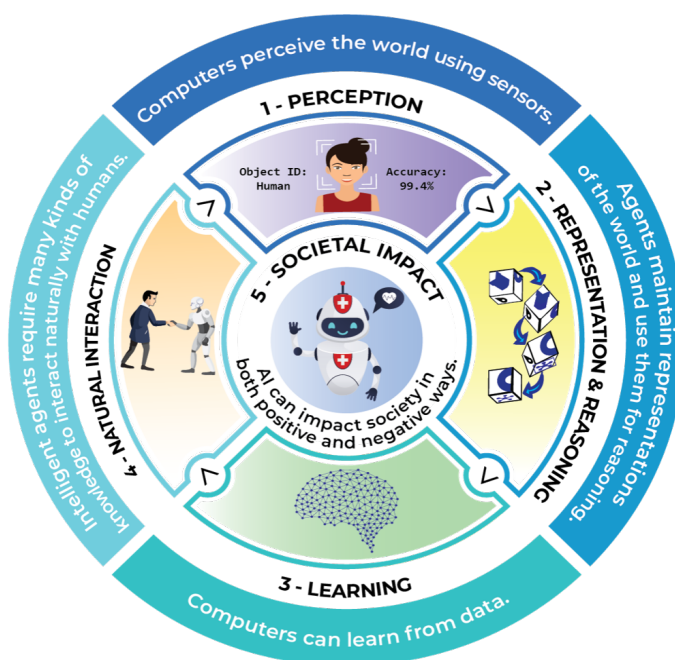 Computers perceive the world using sensors.
1 - PERCEPTION
Object ID:
Human
Accuracy:
99.4%
Agents maintain representations
of the world and use them for reasoning.
2 - REPRESENTATION & REASONING
5 - SOCIETAL IMPACT
AI can impact society in
both positive and negative ways.
Intelligent agents require many kinds of
knowledge to interact naturally with humans.
4 - NATURAL INTERACTION
3 - LEARNING
Computers can learn from data.